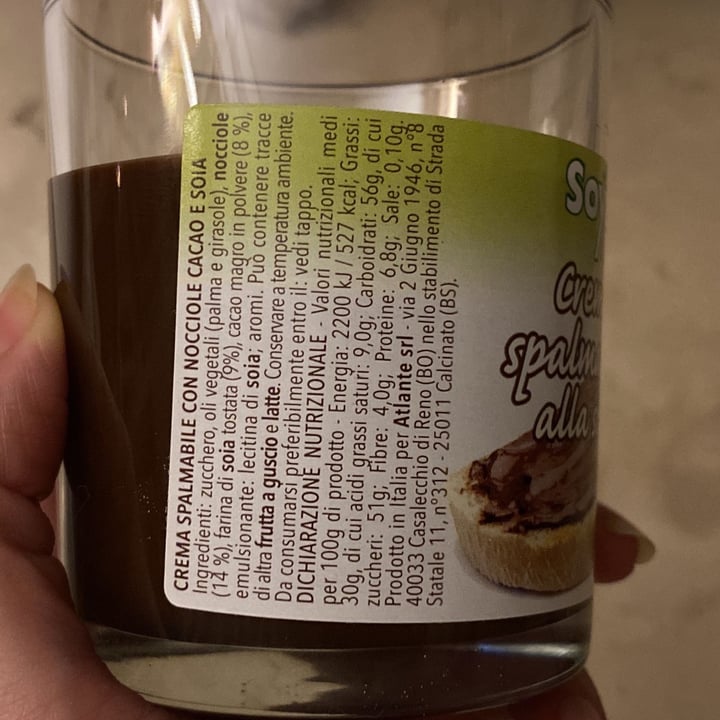 CREMA SPALMABILE CON NOCCIOLE CACAO E SOIA
Ingredienti: zucchero, oli vegetali (palma e girasole), nocciole
(14 %), farina di soia tostata (9%), cacao magro in polvere (8 %),
emulsionante: lecitina di soia; aromi. Può contenere tracce
di altra frutta a guscio e latte. Conservare a temperatura ambiente.
Da consumarsi preferibilmente entro il: vedi tappo.
DICHIARAZIONE NUTRIZIONALE - Valori nutrizionali medi
per 100g di prodotto - Energia: 2200 kJ / 527 kcal; Grassi:
30g, di cui acidi grassi saturi: 9,0g; Carboidrati: 56g, di cui
zuccheri: 51g; Fibre: 4,0g; Proteine: 6,8g; Sale: 0,10g.
Prodotto in Italia per Atlante srl - via 2 Giugno 1946, n°8
40033 Casalecchio di Reno (BO) nello stabilimento di Strada
Statale 11, n°312 - 25011 Calcinato (BS).
alla